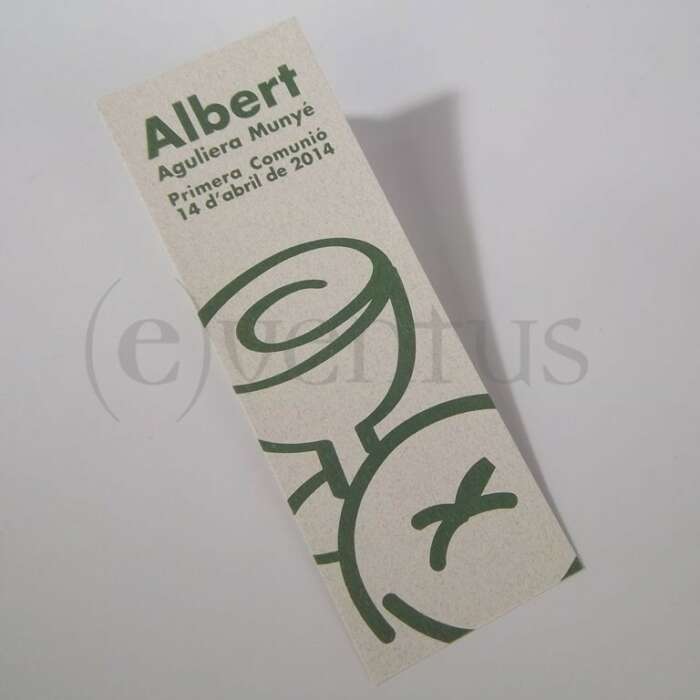 Albert
Aguliera Munyé
Primera Comunió
14 d'abril de 2014
(e)ventus